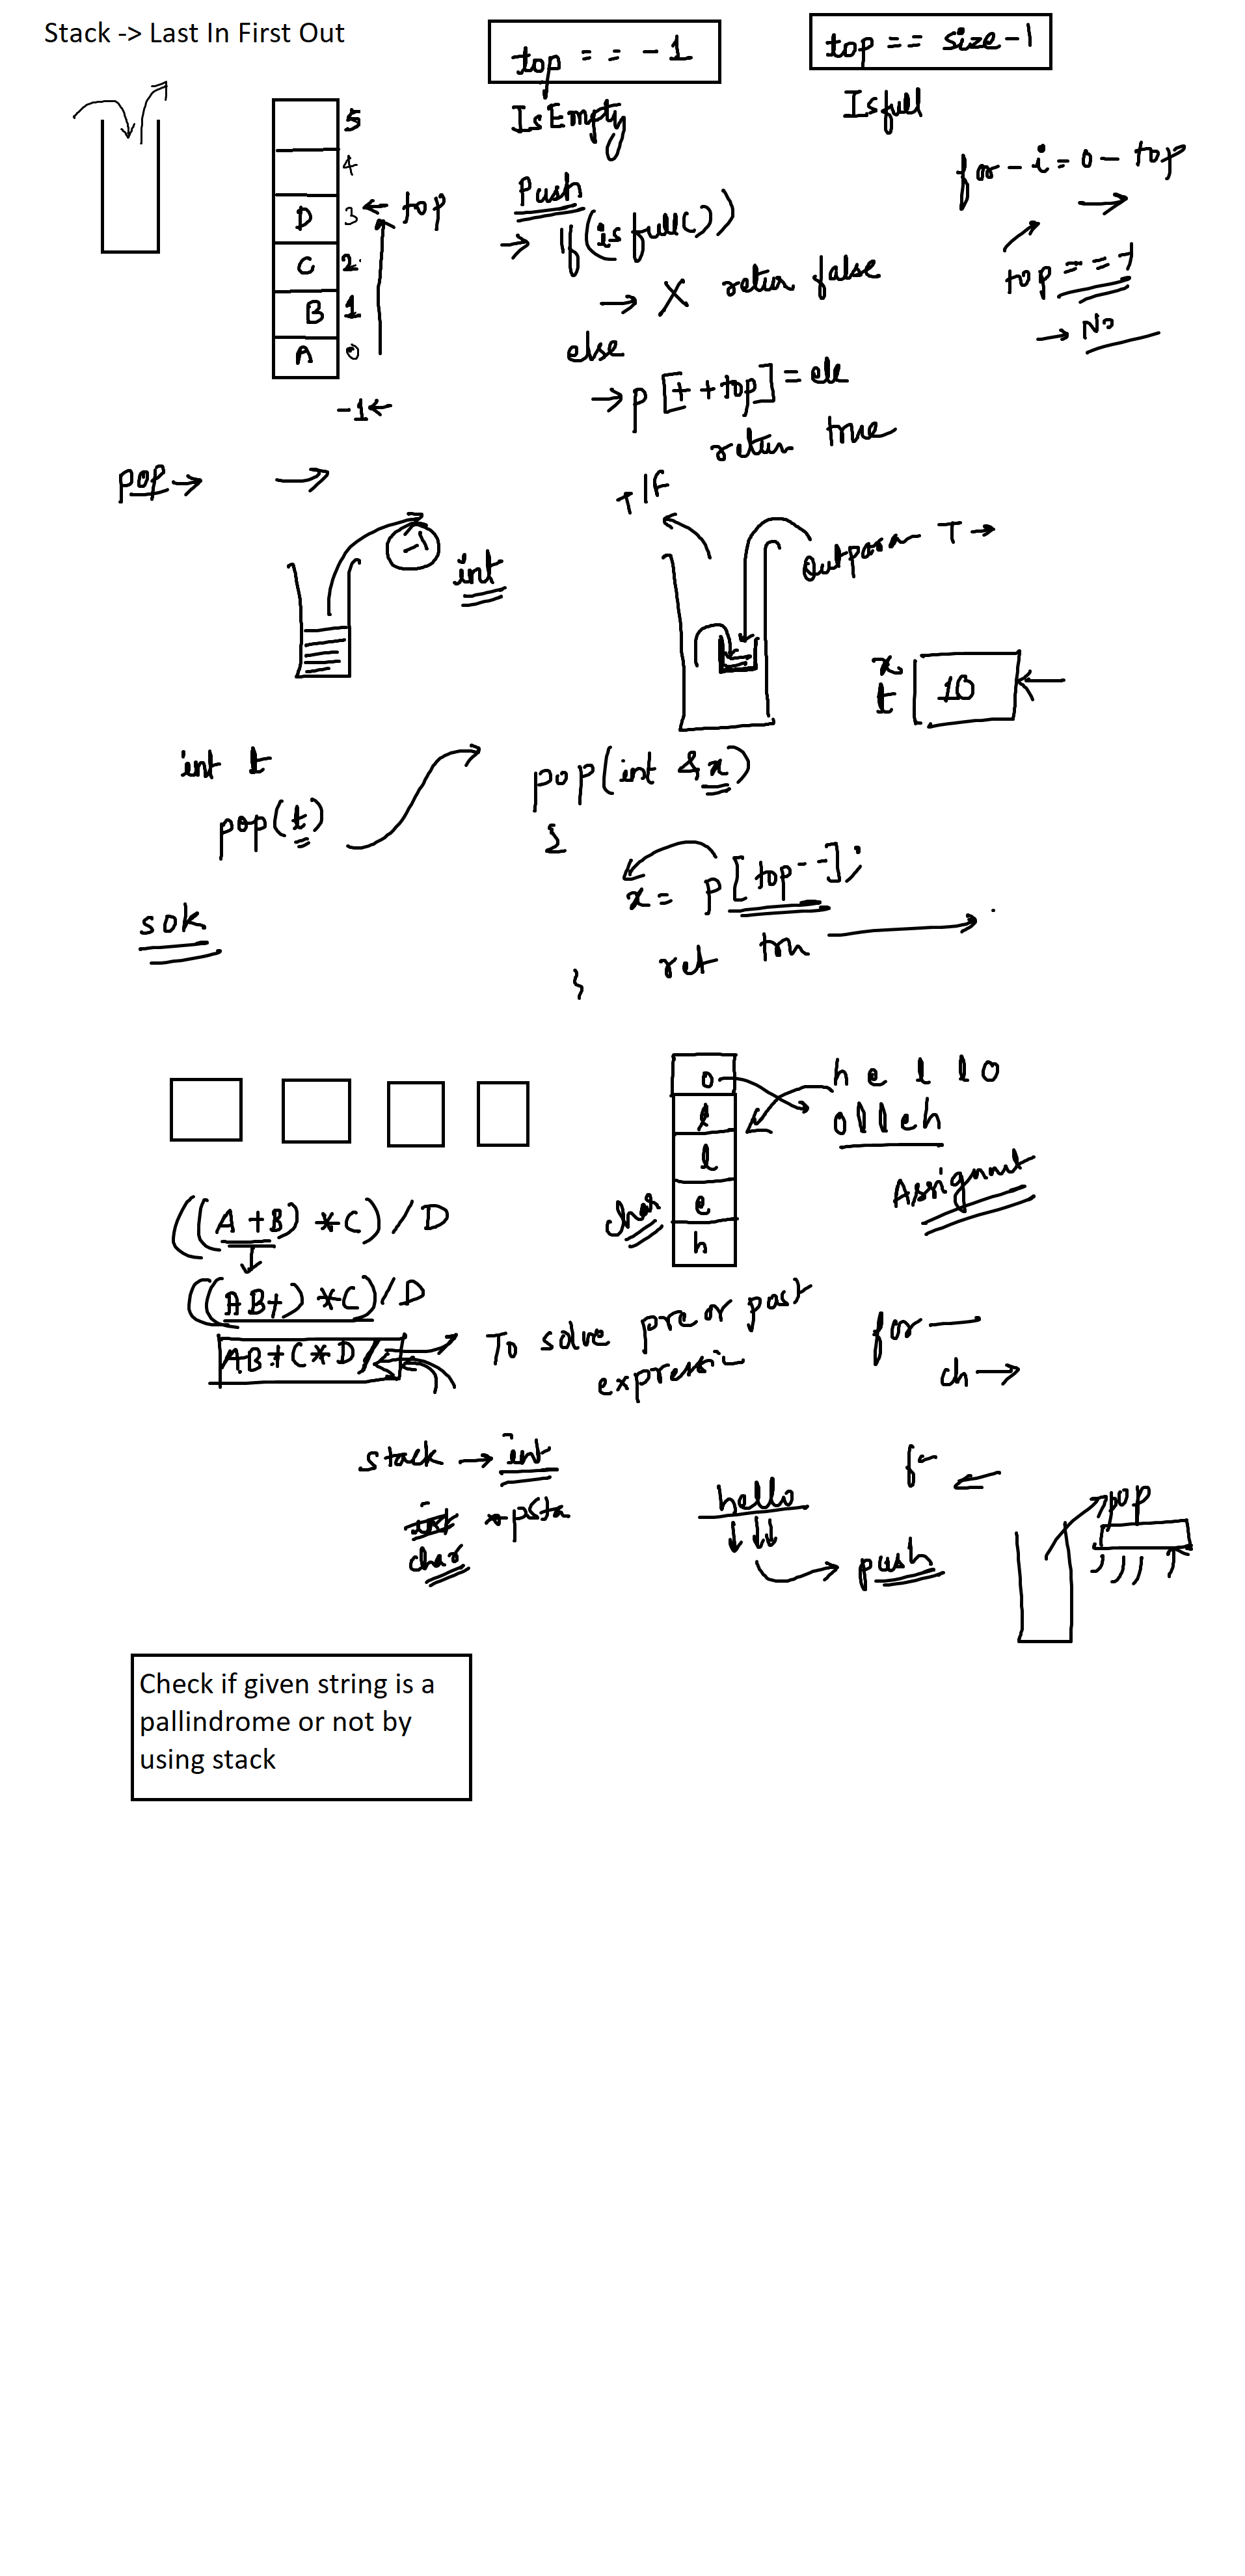 Stack -> Last In First Out
top == -1
IsEmpty
top == size-1
Isfull
5
4
D 3 ← top
C 2
B 1
A 0
-1 ←
Push
→ If(isfull())
→ X return false
else
→ p[++top] = ele
return true
for - i = 0 - top
top == -1
→ No
pop →
-1
int
T/F
Outparam T →
x
t
10
int t
pop(t)
pop(int &x)
{
x = p[top--];
ret tru
}
sok
o
l
l
e
h
char
h e l l o
olleh
Assignmnt
((A+B)*C)/D
((AB+)*C)/D
AB+C*D/
To solve pre or post
expressin
for —
ch →
stack → int
int *psta
char
hello
push
pop
Check if given string is a
pallindrome or not by
using stack